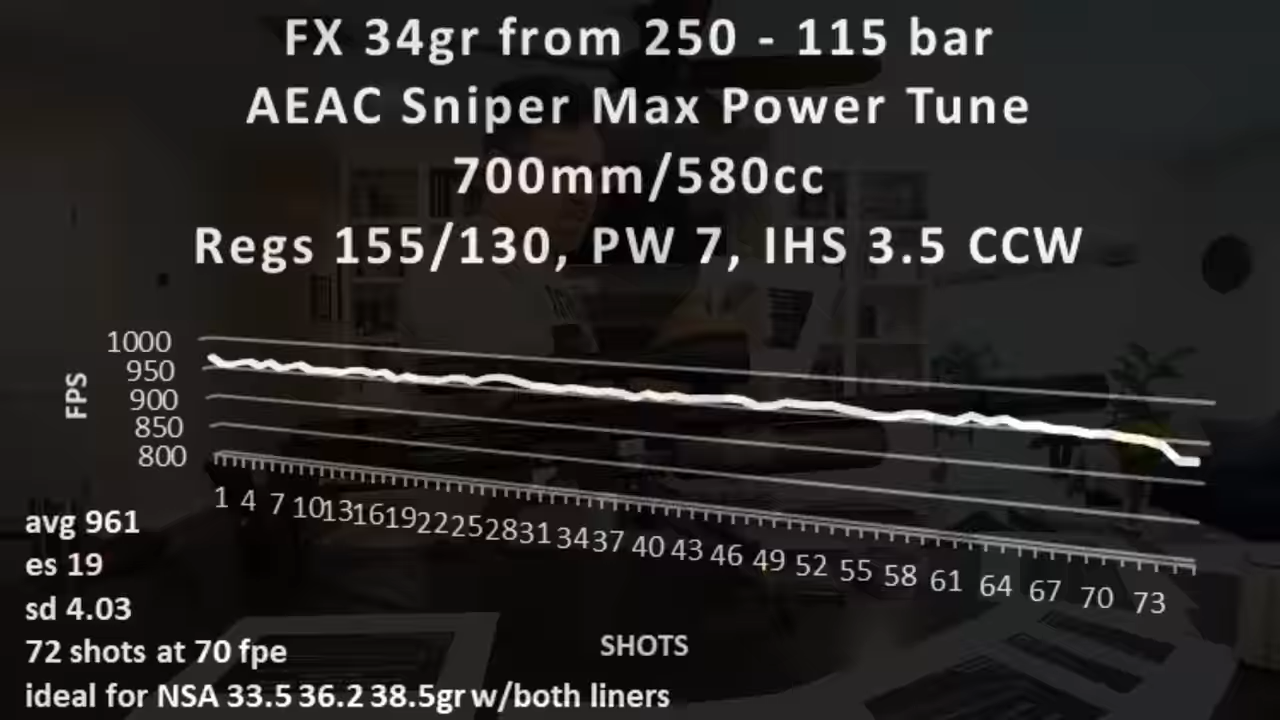 FX 34gr from 250 - 115 bar
AEAC Sniper Max Power Tune
700mm/580cc
Regs 155/130, PW 7, IHS 3.5 CCW
FPS
1000
950
900
850
800
1 4 7 10 13 16 19 22 25 28 31 34 37 40 43 46 49 52 55 58 61 64 67 70 73
SHOTS
avg 961
es 19
sd 4.03
72 shots at 70 fpe
ideal for NSA 33.5 36.2 38.5gr w/both liners